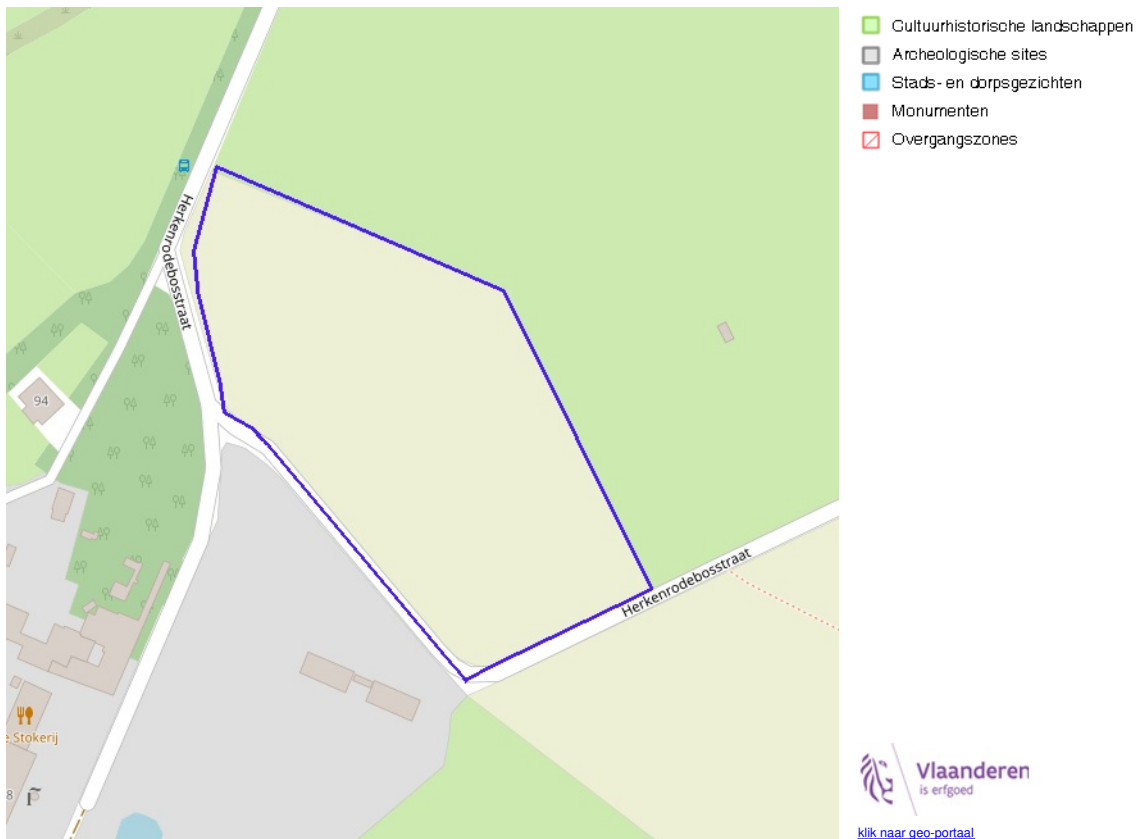 Cultuurhistorische landschappen
Archeologische sites
Stads- en dorpsgezichten
Monumenten
Overgangszones
Herkenrodebosstraat
94
Herkenrodebosstraat
e Stokerij
8
Vlaanderen
is erfgoed
klik naar geo-portaal